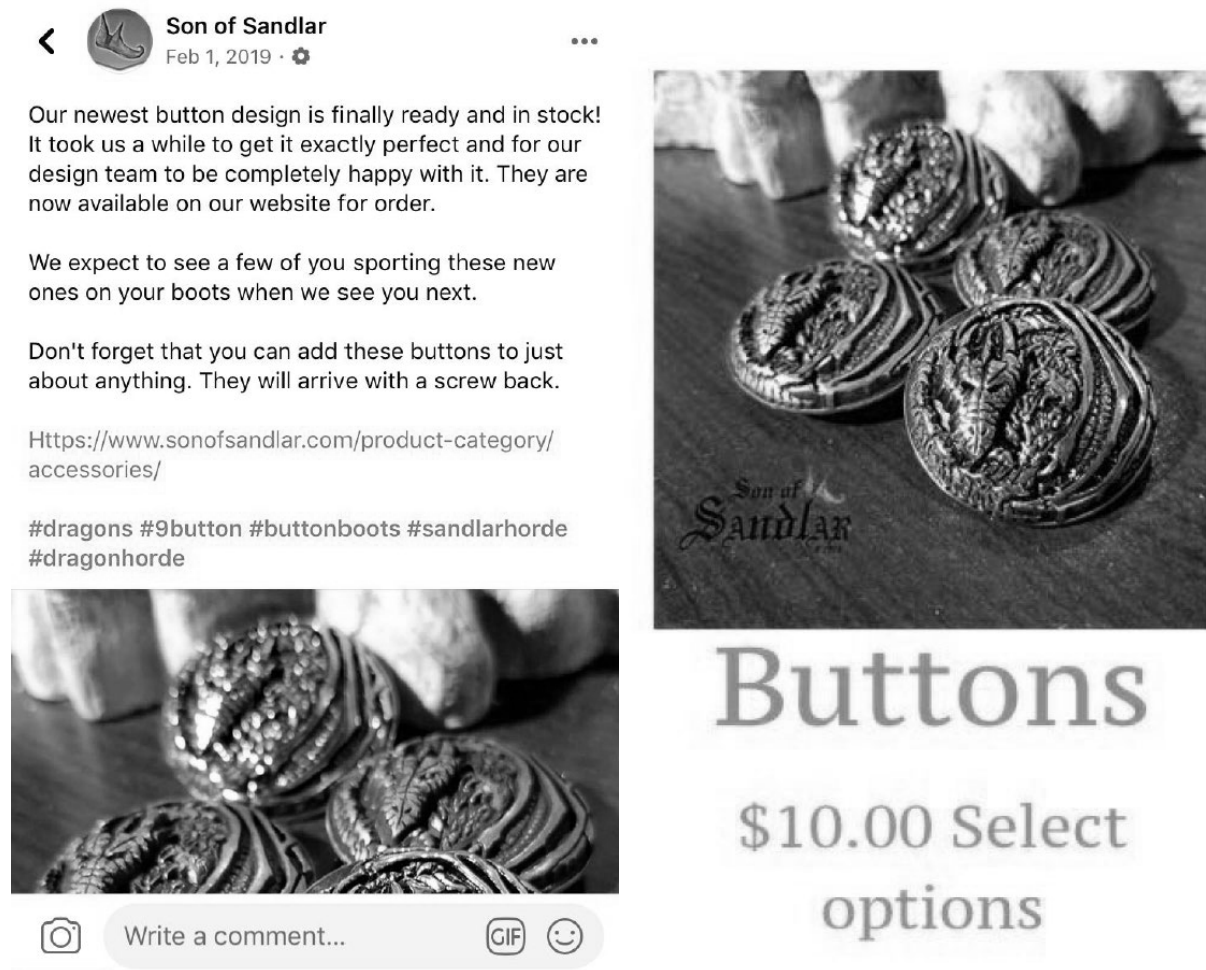 Son of Sandlar
Feb 1, 2019 ·
Our newest button design is finally ready and in stock!
It took us a while to get it exactly perfect and for our
design team to be completely happy with it. They are
now available on our website for order.
We expect to see a few of you sporting these new
ones on your boots when we see you next.
Don't forget that you can add these buttons to just
about anything. They will arrive with a screw back.
Https://www.sonofsandlar.com/product-category/
accessories/
#dragons #9button #buttonboots #sandlarhorde
#dragonhorde
Write a comment...
GIF
Son of
Sandlar
Buttons
$10.00 Select
options